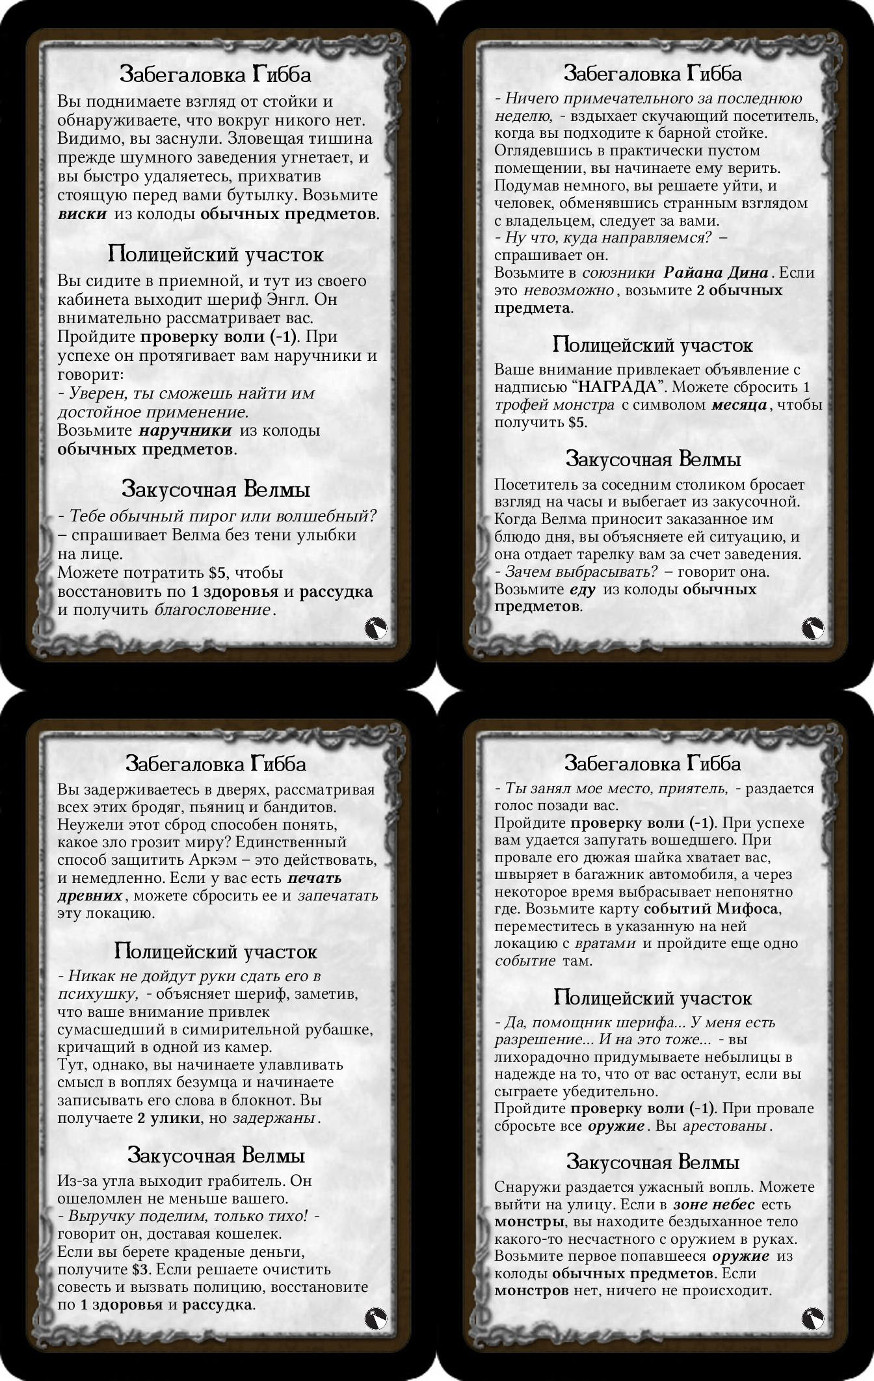 Забегаловка Гибба
Вы поднимаете взгляд от стойки и
обнаруживаете, что вокруг никого нет.
Видимо, вы заснули. Зловещая тишина
прежде шумного заведения угнетает, и
вы быстро удаляетесь, прихватив
стоящую перед вами бутылку. Возьмите
виски из колоды обычных предметов.
Полицейский участок
Вы сидите в приемной, и тут из своего
кабинета выходит шериф Энгл. Он
внимательно рассматривает вас.
Пройдите проверку воли (-1). При
успехе он протягивает вам наручники и
говорит:
- Уверен, ты сможешь найти им
достойное применение.
Возьмите наручники из колоды
обычных предметов.
Закусочная Велмы
- Тебе обычный пирог или волшебный?
– спрашивает Велма без тени улыбки
на лице.
Можете потратить $5, чтобы
восстановить по 1 здоровья и рассудка
и получить благословение.
Забегаловка Гибба
- Ничего примечательного за последнюю
неделю, - вздыхает скучающий посетитель,
когда вы подходите к барной стойке.
Оглядевшись в практически пустом
помещении, вы начинаете ему верить.
Подумав немного, вы решаете уйти, и
человек, обменявшись странным взглядом
с владельцем, следует за вами.
- Ну что, куда направляемся? –
спрашивает он.
Возьмите в союзники Райана Дина. Если
это невозможно, возьмите 2 обычных
предмета.
Полицейский участок
Ваше внимание привлекает объявление с
надписью “НАГРАДА”. Можете сбросить 1
трофей монстра с символом месяца, чтобы
получить $5.
Закусочная Велмы
Посетитель за соседним столиком бросает
взгляд на часы и выбегает из закусочной.
Когда Велма приносит заказанное им
блюдо дня, вы объясняете ей ситуацию, и
она отдает тарелку вам за счет заведения.
- Зачем выбрасывать? – говорит она.
Возьмите еду из колоды обычных
предметов.
Забегаловка Гибба
Вы задерживаетесь в дверях, рассматривая
всех этих бродяг, пьяниц и бандитов.
Неужели этот сброд способен понять,
какое зло грозит миру? Единственный
способ защитить Аркэм – это действовать,
и немедленно. Если у вас есть печать
древних, можете сбросить ее и запечатать
эту локацию.
Полицейский участок
- Никак не дойдут руки сдать его в
психушку, - объясняет шериф, заметив,
что ваше внимание привлек
сумасшедший в симирительной рубашке,
кричащий в одной из камер.
Тут, однако, вы начинаете улавливать
смысл в воплях безумца и начинаете
записывать его слова в блокнот. Вы
получаете 2 улики, но задержаны.
Закусочная Велмы
Из-за угла выходит грабитель. Он
ошеломлен не меньше вашего.
- Выручку поделим, только тихо! -
говорит он, доставая кошелек.
Если вы берете краденые деньги,
получите $3. Если решаете очистить
совесть и вызвать полицию, восстановите
по 1 здоровья и рассудка.
Забегаловка Гибба
- Ты занял мое место, приятель, - раздается
голос позади вас.
Пройдите проверку воли (-1). При успехе
вам удается запугать вошедшего. При
провале его дюжая шайка хватает вас,
швыряет в багажник автомобиля, а через
некоторое время выбрасывает непонятно
где. Возьмите карту событий Мифоса,
переместитесь в указанную на ней
локацию с вратами и пройдите еще одно
событие там.
Полицейский участок
- Да, помощник шерифа... У меня есть
разрешение... И на это тоже... - вы
лихорадочно придумываете небылицы в
надежде на то, что от вас останут, если вы
сыграете убедительно.
Пройдите проверку воли (-1). При провале
сбросьте все оружие. Вы арестованы.
Закусочная Велмы
Снаружи раздается ужасный вопль. Можете
выйти на улицу. Если в зоне небес есть
монстры, вы находите бездыханное тело
какого-то несчастного с оружием в руках.
Возьмите первое попавшееся оружие из
колоды обычных предметов. Если
монстров нет, ничего не происходит.